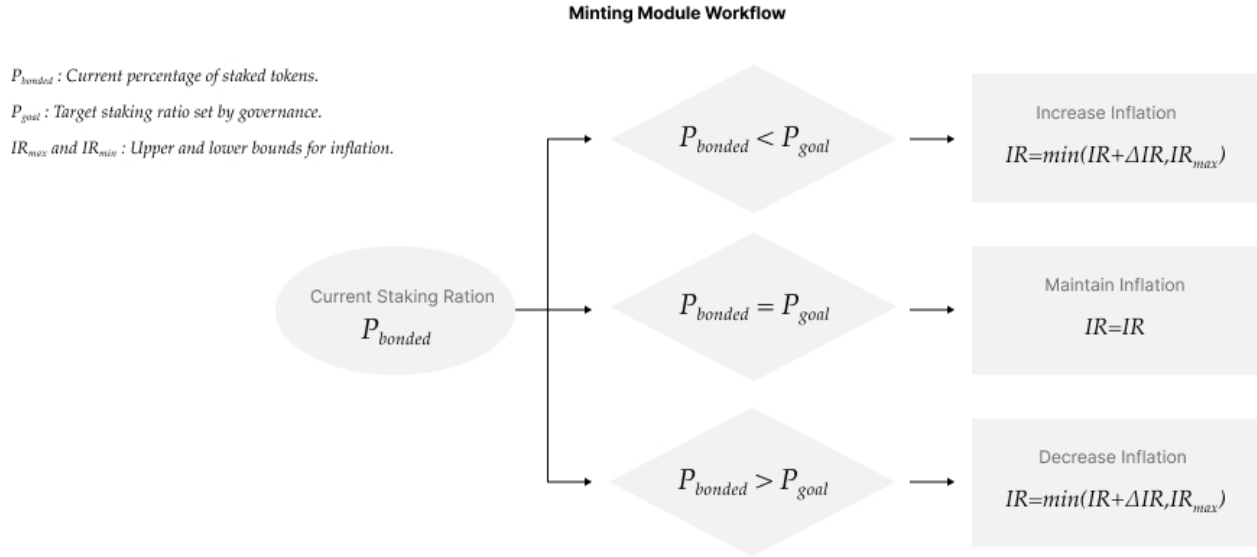 Minting Module Workflow
P_bonded : Current percentage of staked tokens.
P_goal : Target staking ratio set by governance.
IR_max and IR_min : Upper and lower bounds for inflation.
P_bonded < P_goal
Increase Inflation
IR=min(IR+ΔIR,IR_max)
Current Staking Ration
P_bonded
P_bonded = P_goal
Maintain Inflation
IR=IR
P_bonded > P_goal
Decrease Inflation
IR=min(IR+ΔIR,IR_max)